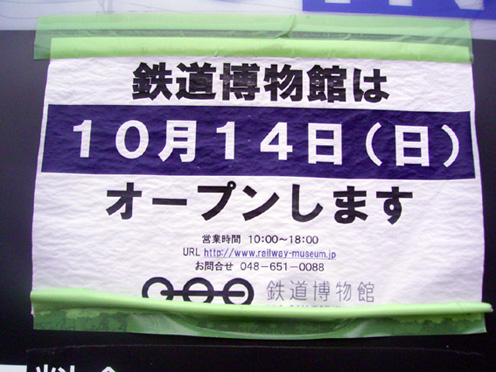 鉄道博物館は
10月14日(日)
オープンします
営業時間 10:00~18:00
URL http://www.railway-museum.jp
お問合せ 048-651-0088
鉄道博物館